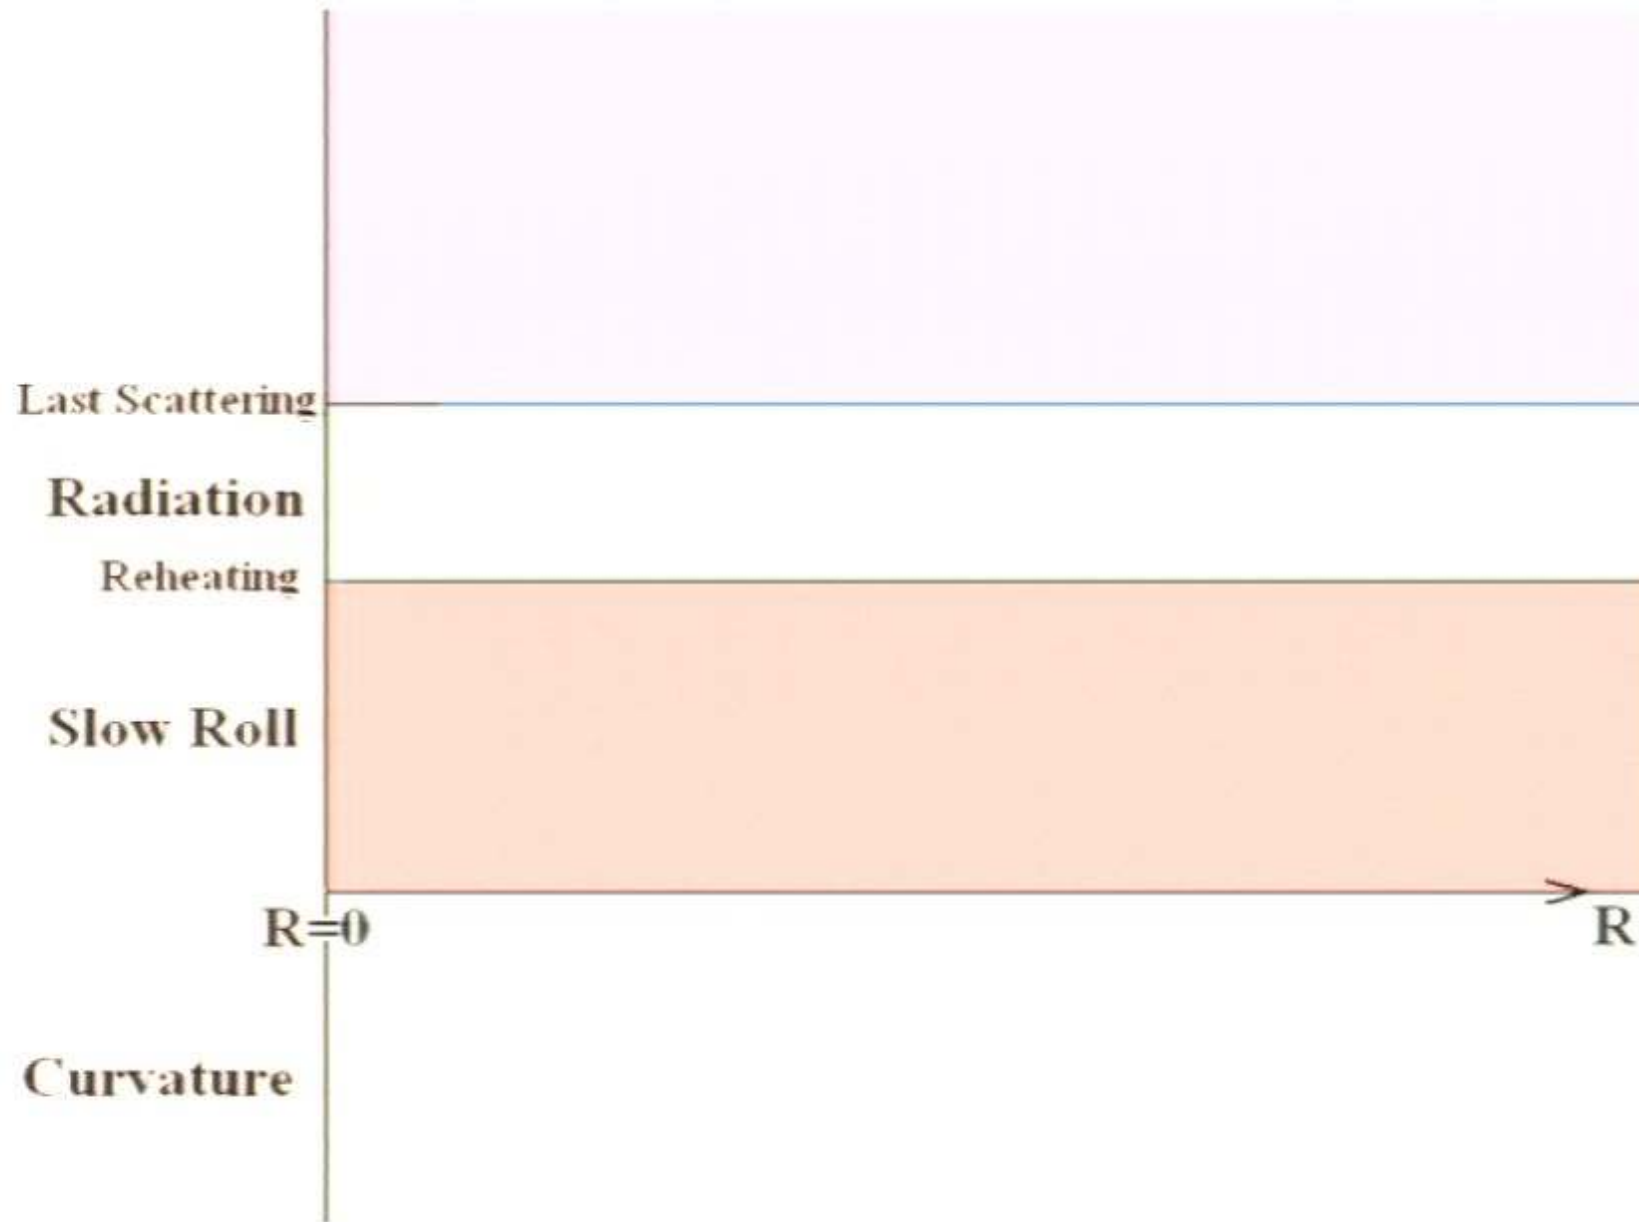 Last Scattering
Radiation
Reheating
Slow Roll
R=0
R
Curvature